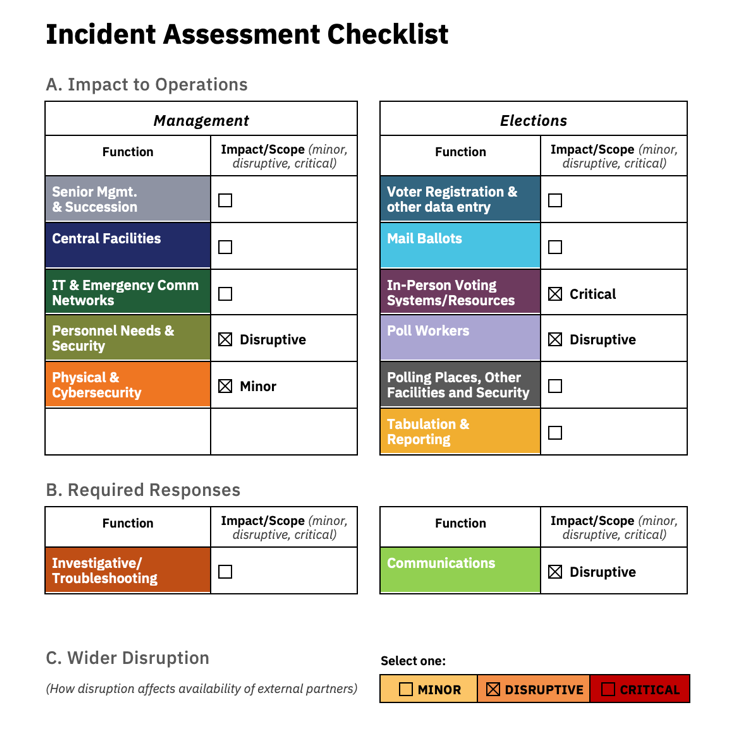 Incident Assessment Checklist
A. Impact to Operations
Management
Function
Impact/Scope (minor,
disruptive, critical)
Senior Mgmt.
& Succession
Central Facilities
IT & Emergency Comm
Networks
Personnel Needs &
Security
☒ Disruptive
Physical &
Cybersecurity
☒ Minor
Elections
Function
Impact/Scope (minor,
disruptive, critical)
Voter Registration &
other data entry
Mail Ballots
In-Person Voting
Systems/Resources
☒ Critical
Poll Workers
☒ Disruptive
Polling Places, Other
Facilities and Security
Tabulation &
Reporting
B. Required Responses
Function
Impact/Scope (minor,
disruptive, critical)
Investigative/
Troubleshooting
Function
Impact/Scope (minor,
disruptive, critical)
Communications
☒ Disruptive
C. Wider Disruption
(How disruption affects availability of external partners)
Select one:
☐ MINOR ☒ DISRUPTIVE ☐ CRITICAL